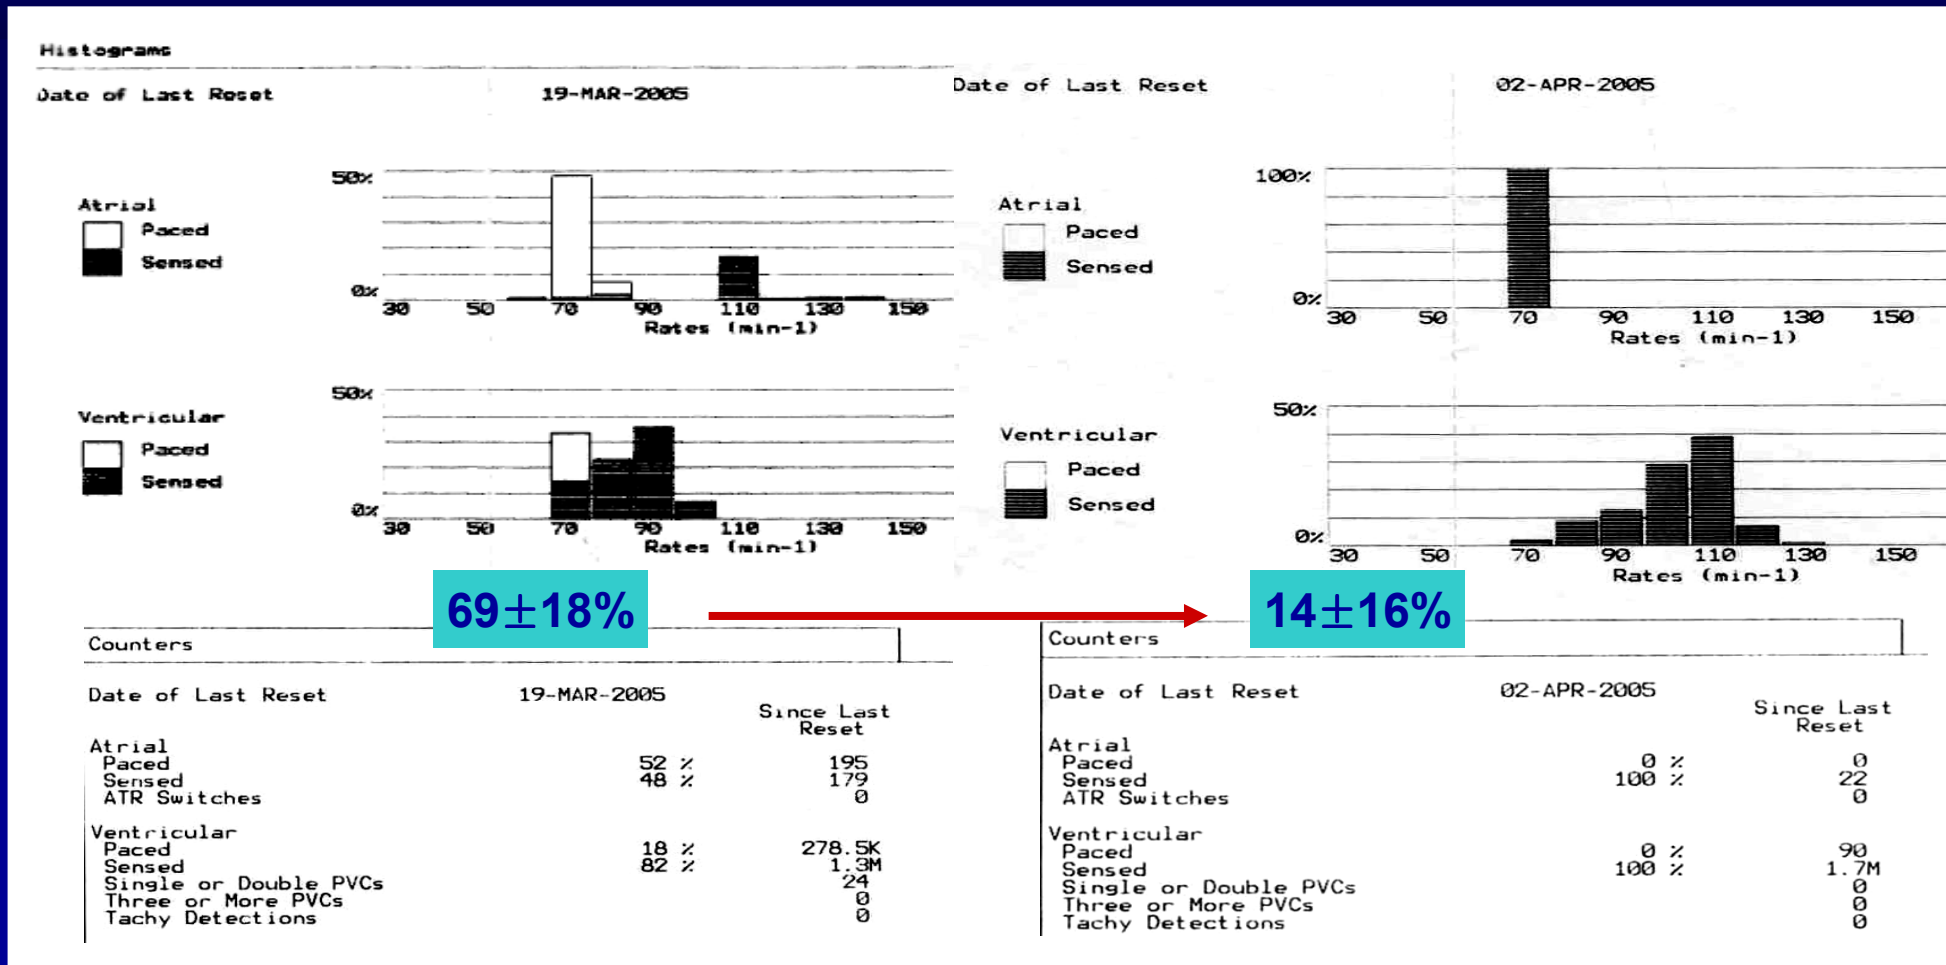 Histograms
Date of Last Reset 19-MAR-2005
50%
Atrial
Paced
Sensed
0%
30 50 70 90 110 130 150
Rates (min-1)
50%
Ventricular
Paced
Sensed
0%
30 50 70 90 110 130 150
Rates (min-1)
69±18%
Counters
Date of Last Reset 19-MAR-2005
Since Last
Reset
Atrial
Paced 52 % 195
Sensed 48 % 179
ATR Switches 0
Ventricular
Paced 18 % 278.5K
Sensed 82 % 1.3M
Single or Double PVCs 24
Three or More PVCs 0
Tachy Detections 0
Date of Last Reset 02-APR-2005
100%
Atrial
Paced
Sensed
0%
30 50 70 90 110 130 150
Rates (min-1)
50%
Ventricular
Paced
Sensed
0%
30 50 70 90 110 130 150
Rates (min-1)
14±16%
Counters
Date of Last Reset 02-APR-2005
Since Last
Reset
Atrial
Paced 0 % 0
Sensed 100 % 22
ATR Switches 0
Ventricular
Paced 0 % 90
Sensed 100 % 1.7M
Single or Double PVCs 0
Three or More PVCs 0
Tachy Detections 0